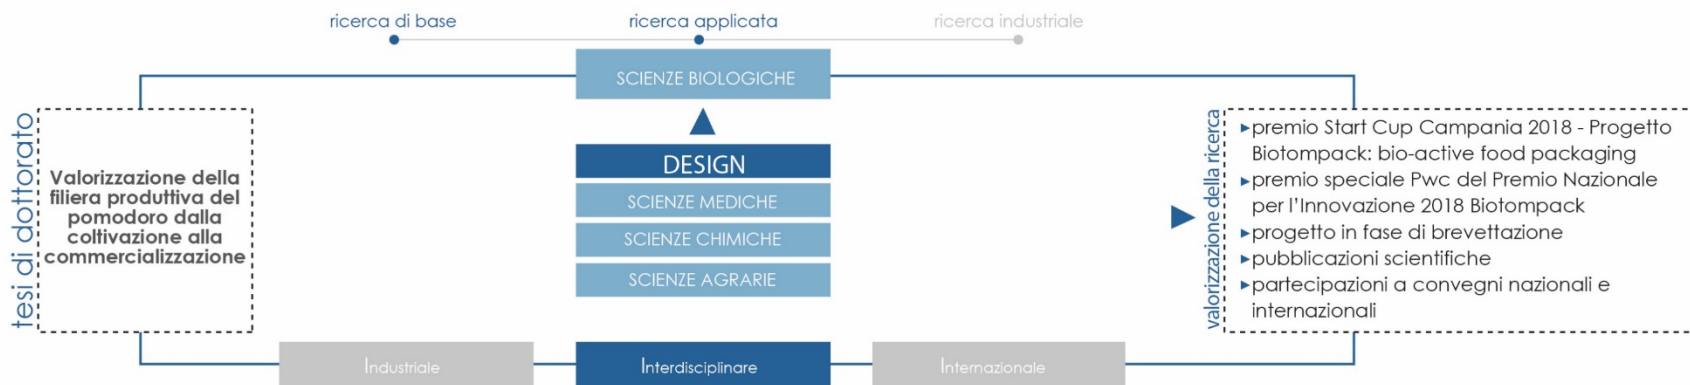 ricerca di base
ricerca applicata
ricerca industriale
SCIENZE BIOLOGICHE
tesi di dottorato
Valorizzazione della
filiera produttiva del
pomodoro dalla
coltivazione alla
commercializzazione
DESIGN
SCIENZE MEDICHE
SCIENZE CHIMICHE
SCIENZE AGRARIE
valorizzazione della ricerca
▸premio Start Cup Campania 2018 - Progetto
Biotompack: bio-active food packaging
▸premio speciale Pwc del Premio Nazionale
per l'Innovazione 2018 Biotompack
▸progetto in fase di brevettazione
▸pubblicazioni scientifiche
▸partecipazioni a convegni nazionali e
internazionali
Industriale
Interdisciplinare
Internazionale